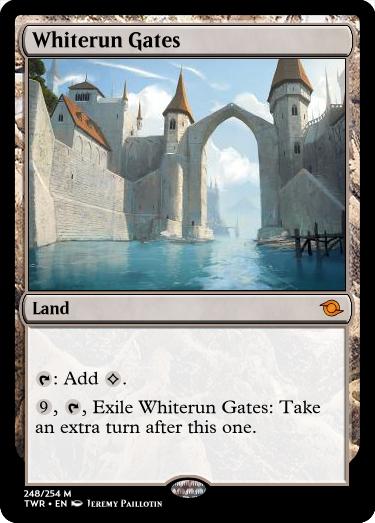 Whiterun Gates
Land
: Add .
9, , Exile Whiterun Gates: Take
an extra turn after this one.
248/254 M
TWR • EN Jeremy Paillotin